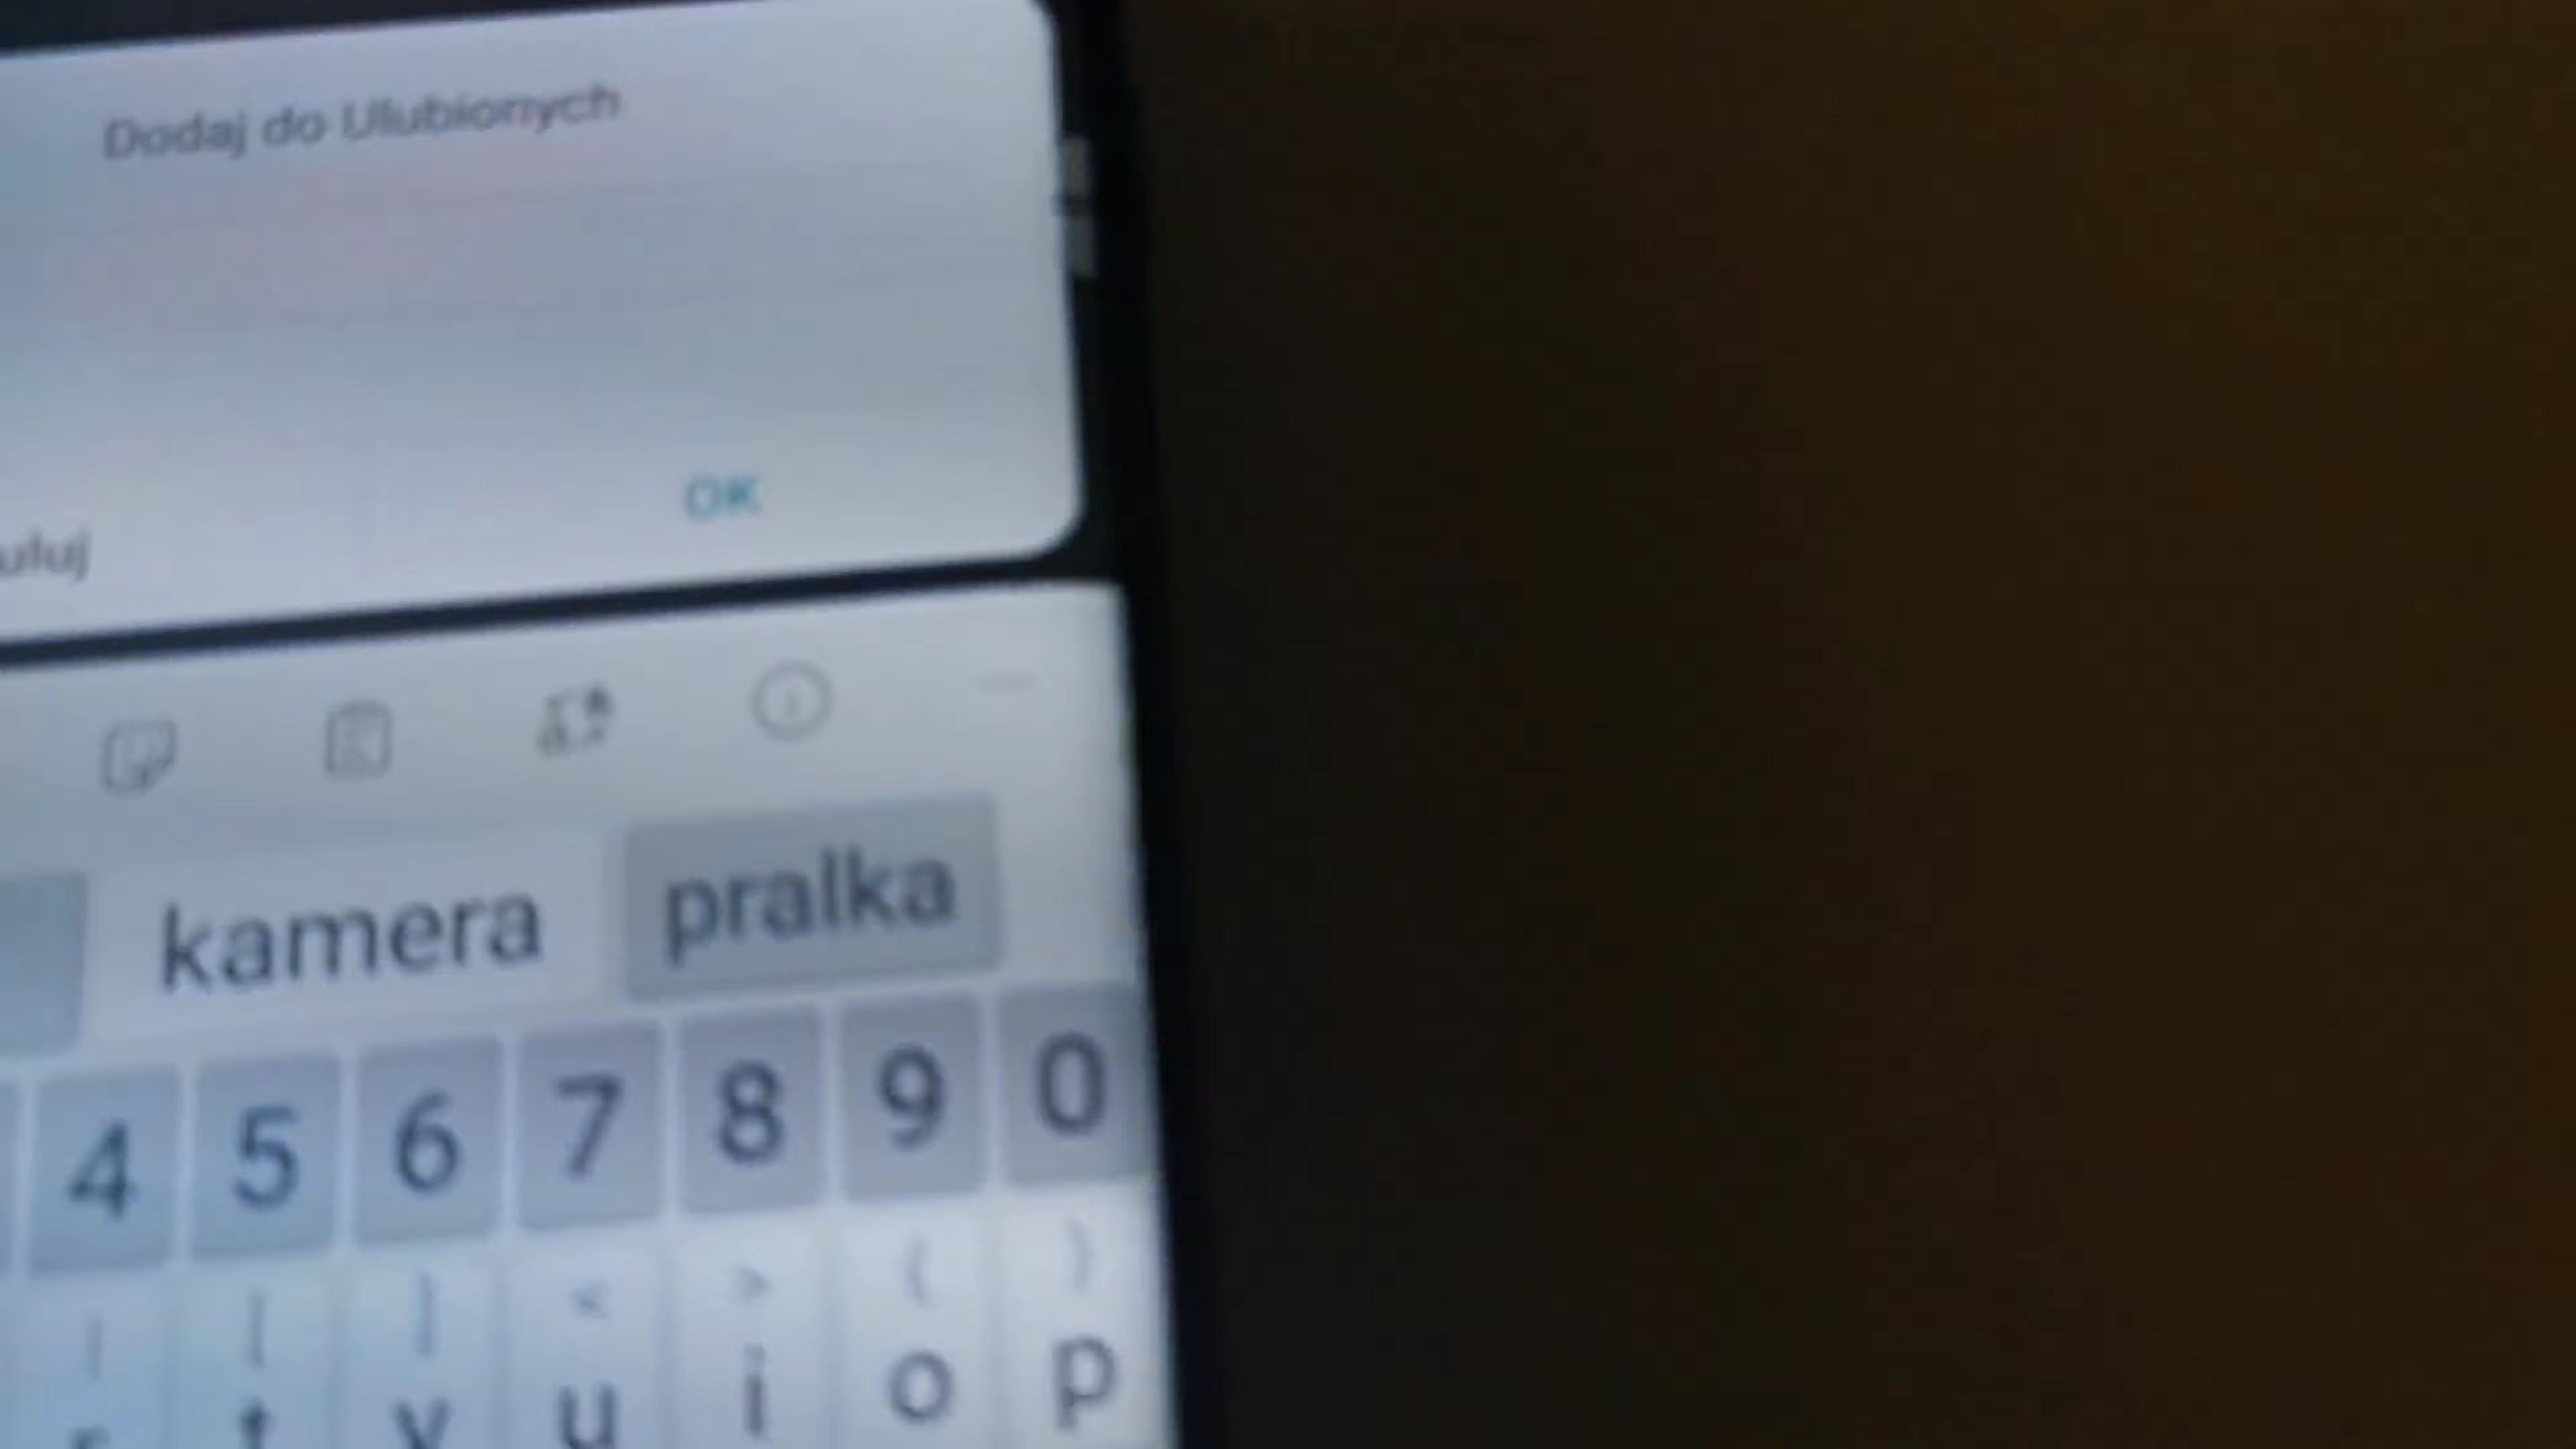 Dodaj do Ulubionych
OK
uluj
kamera pralka
4 5 6 7 8 9 0
| [ ] < > { }
r t y u i o p